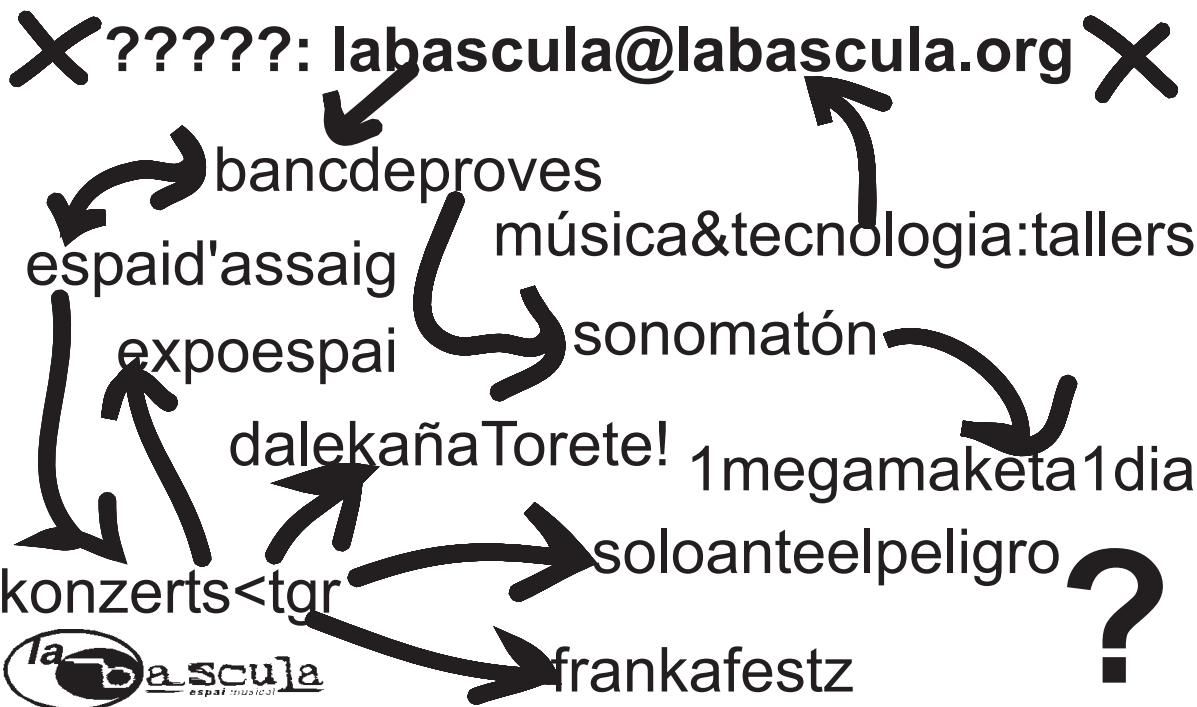 ?????: labascula@labascula.org
bancdeproves
música&tecnologia:tallers
espaid'assaig
sonomatón
expoespai
dalekañaTorete!
1megamaketa1dia
soloanteelpeligro
konzerts<tgr
?
frankafestz
la bascula
espai musical